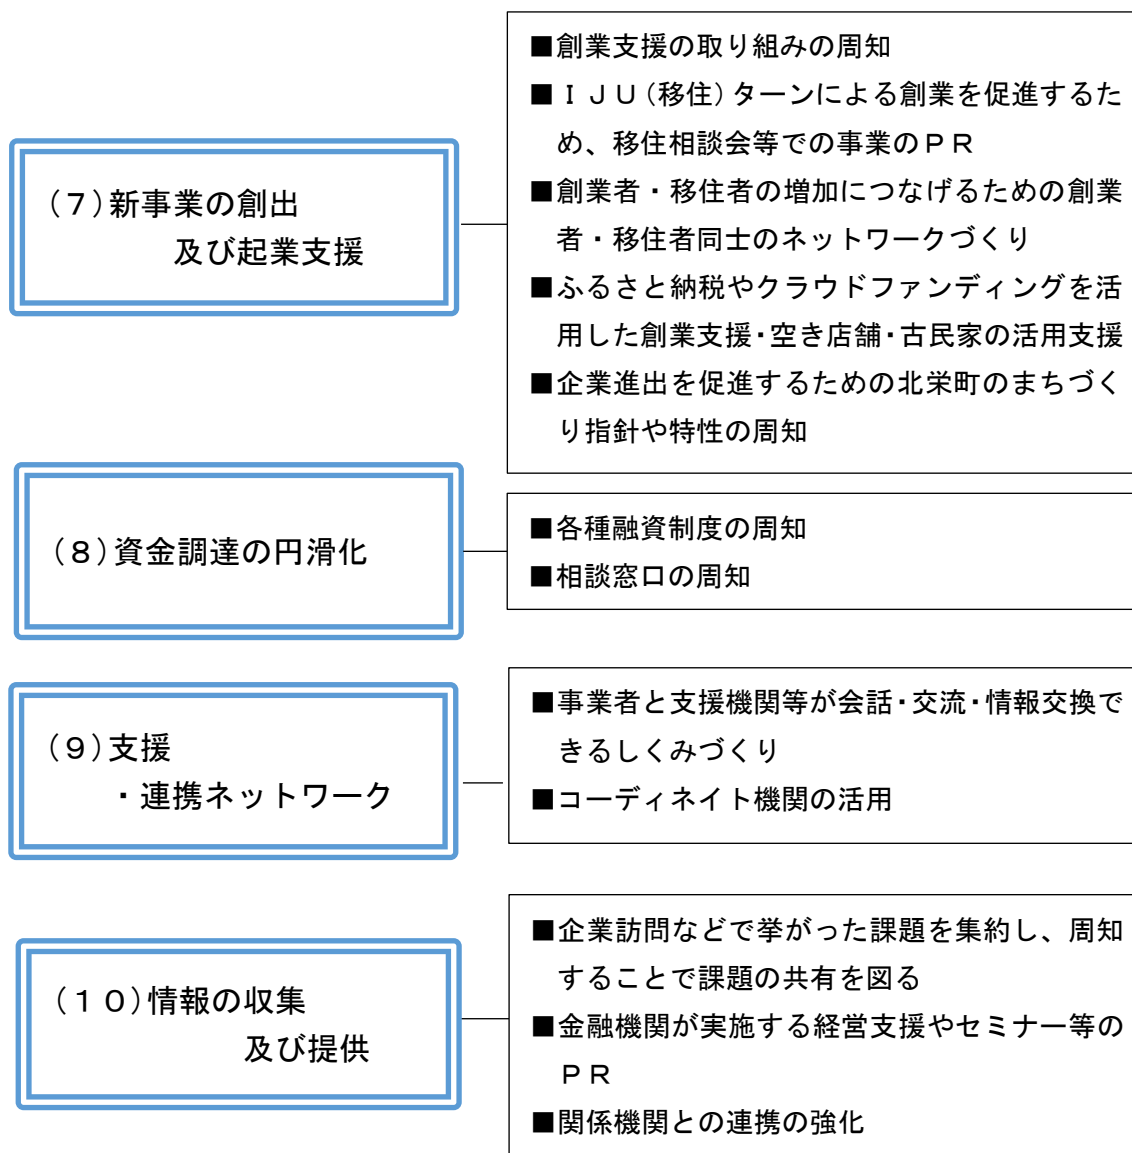 (7)新事業の創出
及び起業支援
■創業支援の取り組みの周知
■IJU(移住)ターンによる創業を促進するた
め、移住相談会等での事業のPR
■創業者・移住者の増加につなげるための創業
者・移住者同士のネットワークづくり
■ふるさと納税やクラウドファンディングを活
用した創業支援・空き店舗・古民家の活用支援
■企業進出を促進するための北栄町のまちづく
り指針や特性の周知
(8)資金調達の円滑化
■各種融資制度の周知
■相談窓口の周知
(9)支援
・連携ネットワーク
■事業者と支援機関等が会話・交流・情報交換で
きるしくみづくり
■コーディネイト機関の活用
(10)情報の収集
及び提供
■企業訪問などで挙がった課題を集約し、周知
することで課題の共有を図る
■金融機関が実施する経営支援やセミナー等の
PR
■関係機関との連携の強化